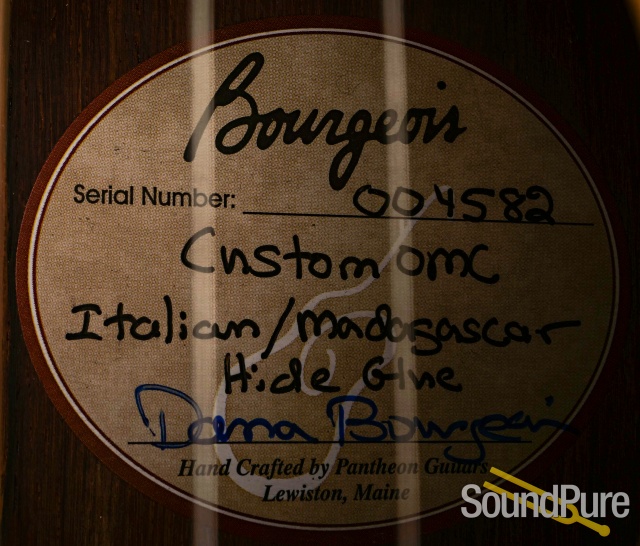 Bourgeois
Serial Number: 004582
Custom OMC
Italian/Madagascar
Hide Glue
Dana Bourgeois
Hand Crafted by Pantheon Guitars
Lewiston, Maine
SoundPure